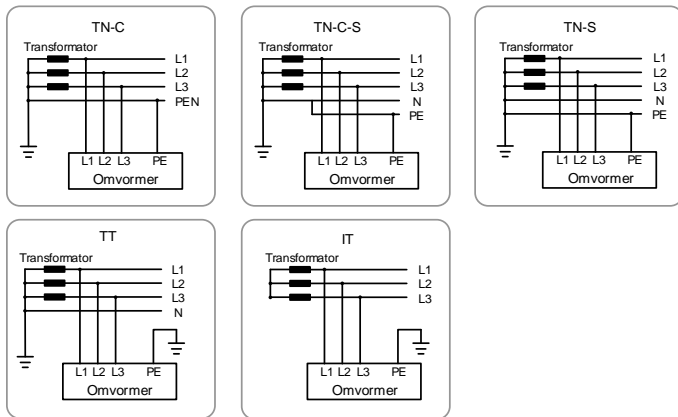 TN-C
Transformator
L1
L2
L3
PEN
L1 L2 L3 PE
Omvormer
TN-C-S
Transformator
L1
L2
L3
N
PE
L1 L2 L3 PE
Omvormer
TN-S
Transformator
L1
L2
L3
N
PE
L1 L2 L3 PE
Omvormer
TT
Transformator
L1
L2
L3
N
L1 L2 L3 PE
Omvormer
IT
Transformator
L1
L2
L3
L1 L2 L3 PE
Omvormer